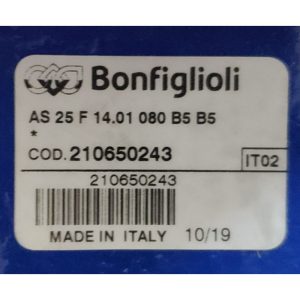 Bonfiglioli
AS 25 F 14.01 080 B5 B5
*
COD. 210650243
IT02
210650243
MADE IN ITALY 10/19